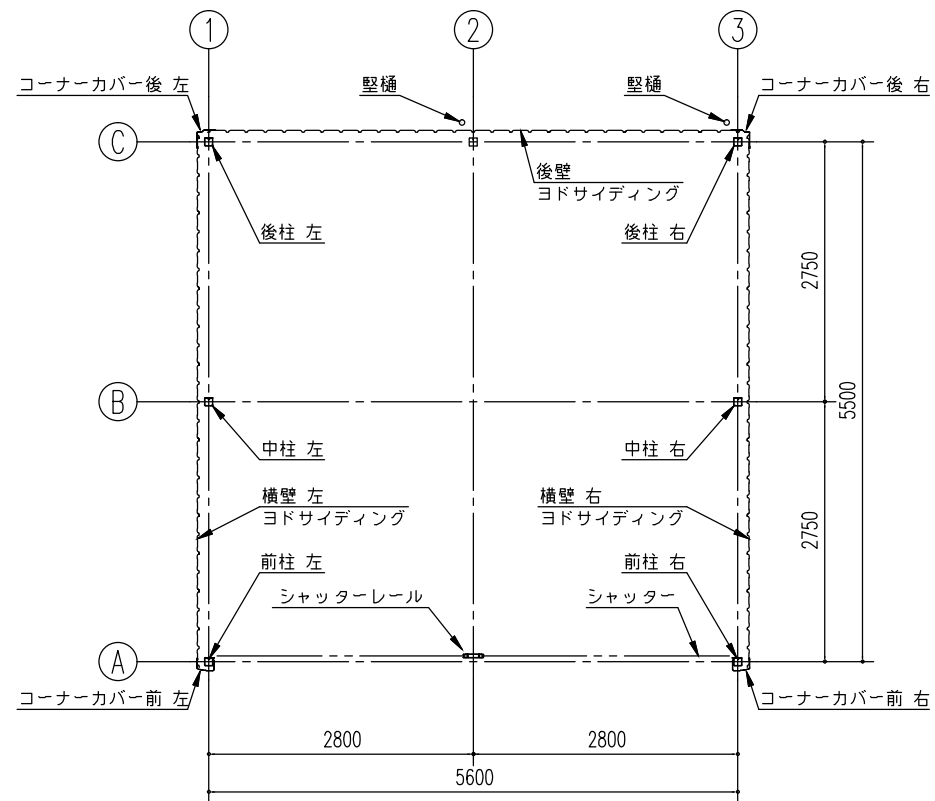 1
2
3
コーナーカバー後 左
堅樋
堅樋
コーナーカバー後 右
C
後壁
ヨドサイディング
後柱 左
後柱 右
2750
B
5500
中柱 左
中柱 右
横壁 左
ヨドサイディング
横壁 右
ヨドサイディング
2750
前柱 左
前柱 右
シャッターレール
シャッター
A
コーナーカバー前 左
コーナーカバー前 右
2800
2800
5600